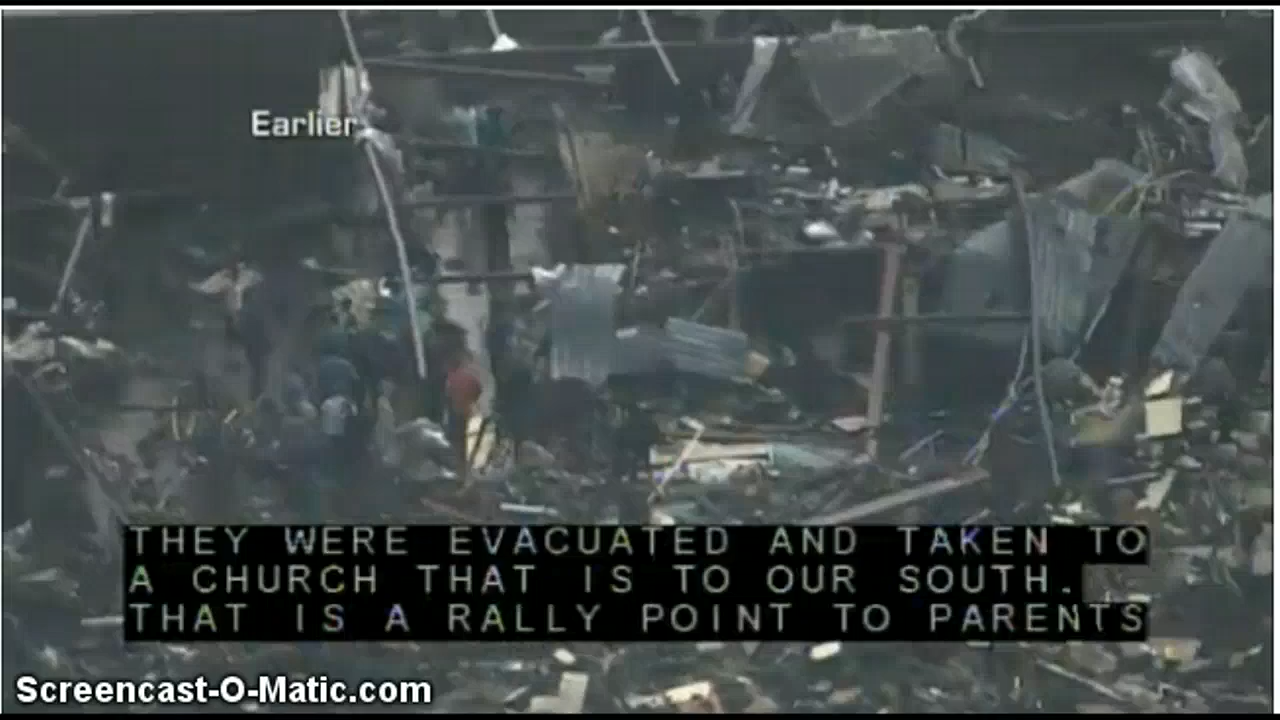 Earlier
THEY WERE EVACUATED AND TAKEN TO
A CHURCH THAT IS TO OUR SOUTH.
THAT IS A RALLY POINT TO PARENTS
Screencast-O-Matic.com